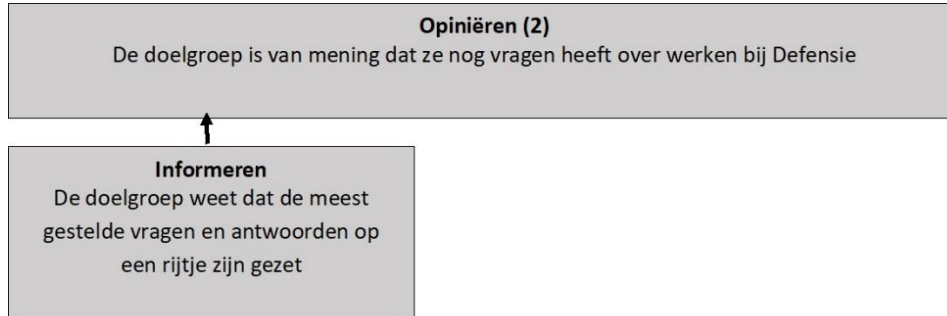 Opiniëren (2)
De doelgroep is van mening dat ze nog vragen heeft over werken bij Defensie
Informeren
De doelgroep weet dat de meest
gestelde vragen en antwoorden op
een rijtje zijn gezet